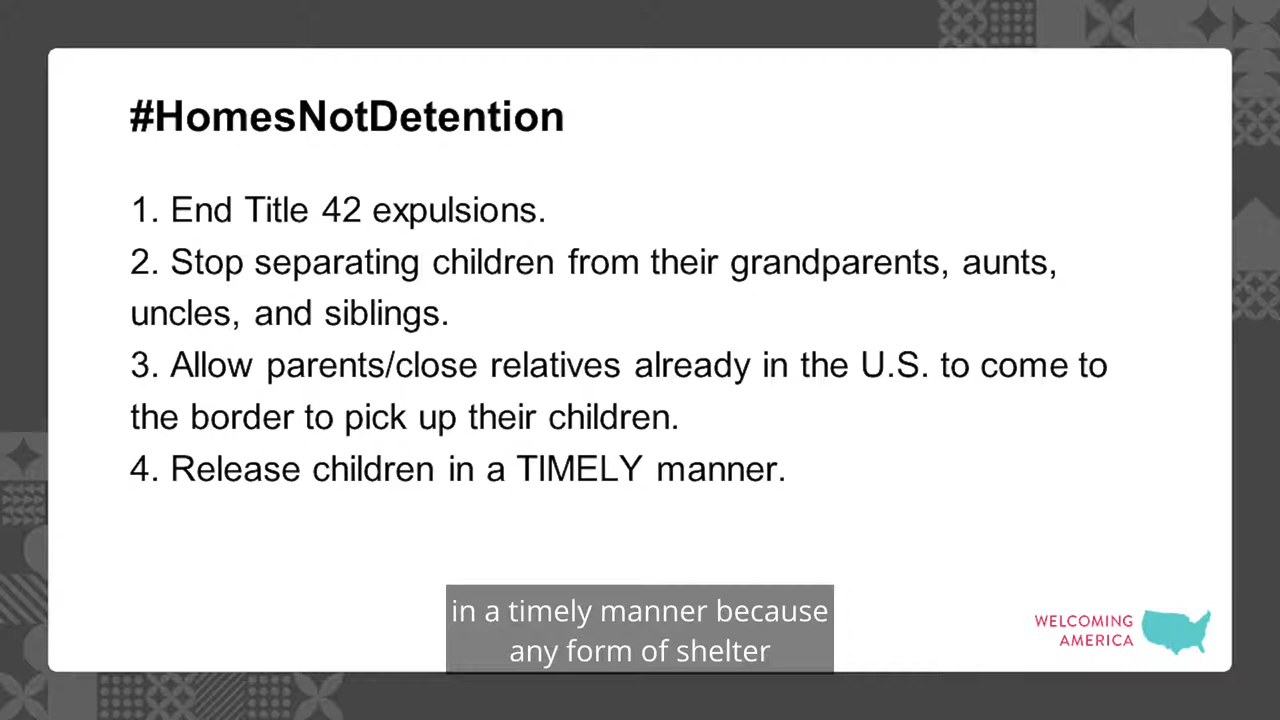 #HomesNotDetention
1. End Title 42 expulsions.
2. Stop separating children from their grandparents, aunts,
uncles, and siblings.
3. Allow parents/close relatives already in the U.S. to come to
the border to pick up their children.
4. Release children in a TIMELY manner.
in a timely manner because
any form of shelter
WELCOMING
AMERICA